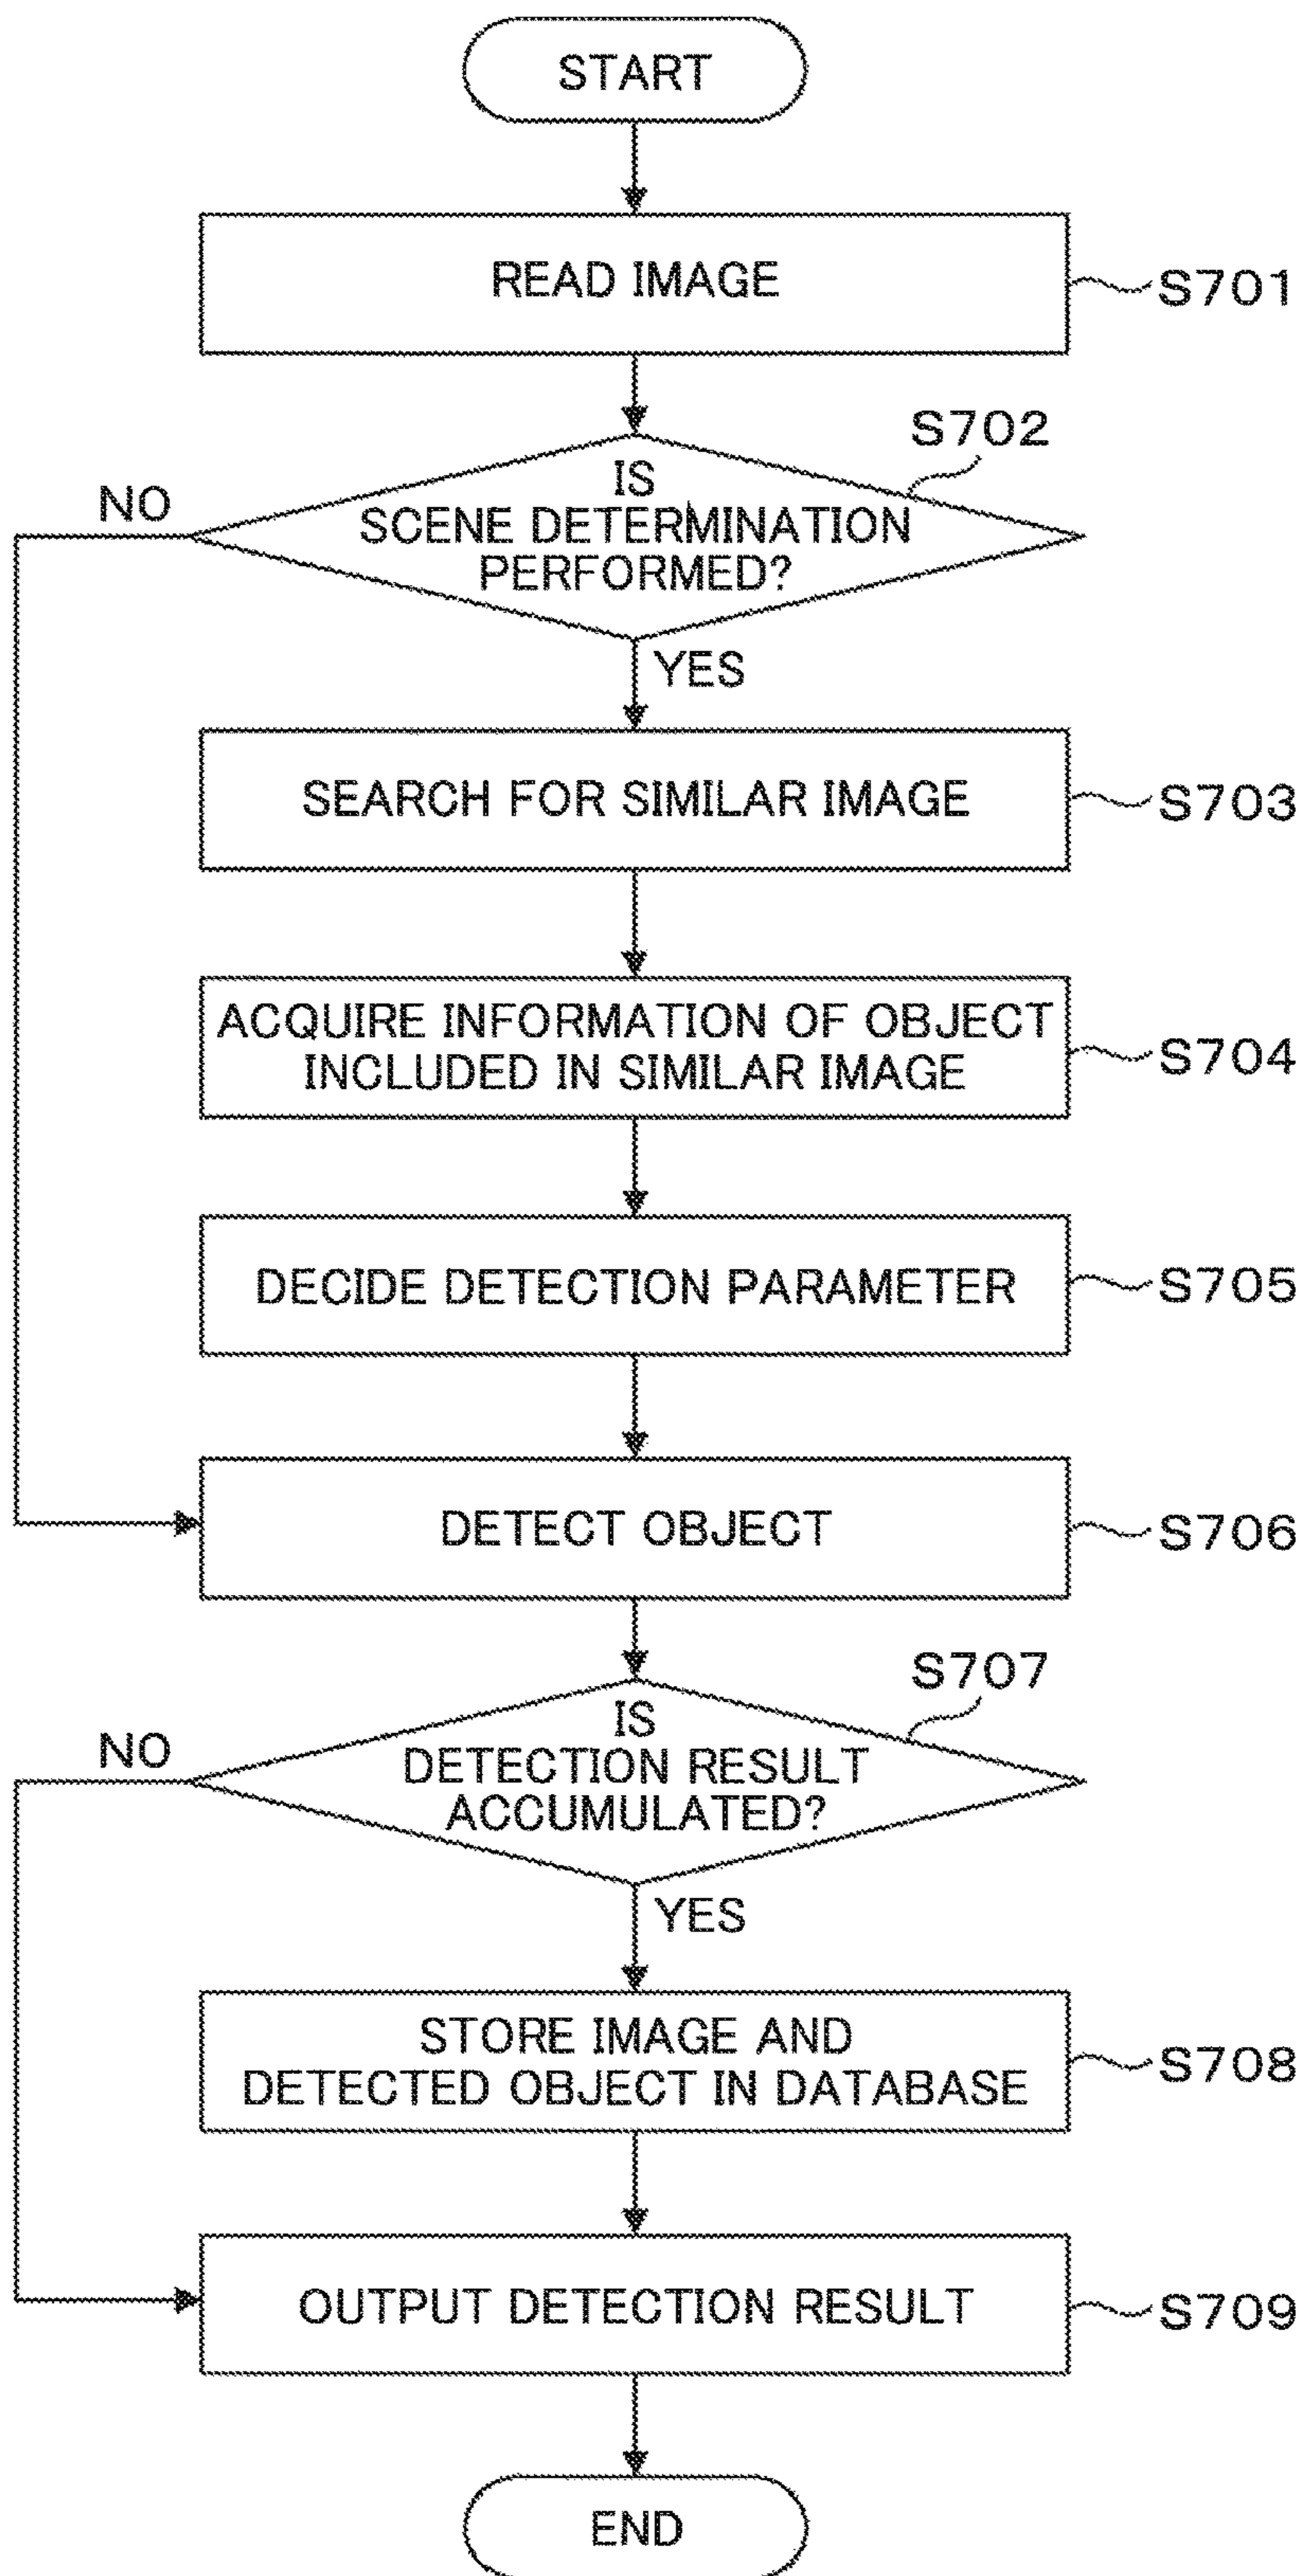 START
READ IMAGE
S701
S702
IS
SCENE DETERMINATION
PERFORMED?
NO
YES
SEARCH FOR SIMILAR IMAGE
S703
ACQUIRE INFORMATION OF OBJECT
INCLUDED IN SIMILAR IMAGE
S704
DECIDE DETECTION PARAMETER
S705
DETECT OBJECT
S706
S707
IS
DETECTION RESULT
ACCUMULATED?
NO
YES
STORE IMAGE AND
DETECTED OBJECT IN DATABASE
S708
OUTPUT DETECTION RESULT
S709
END